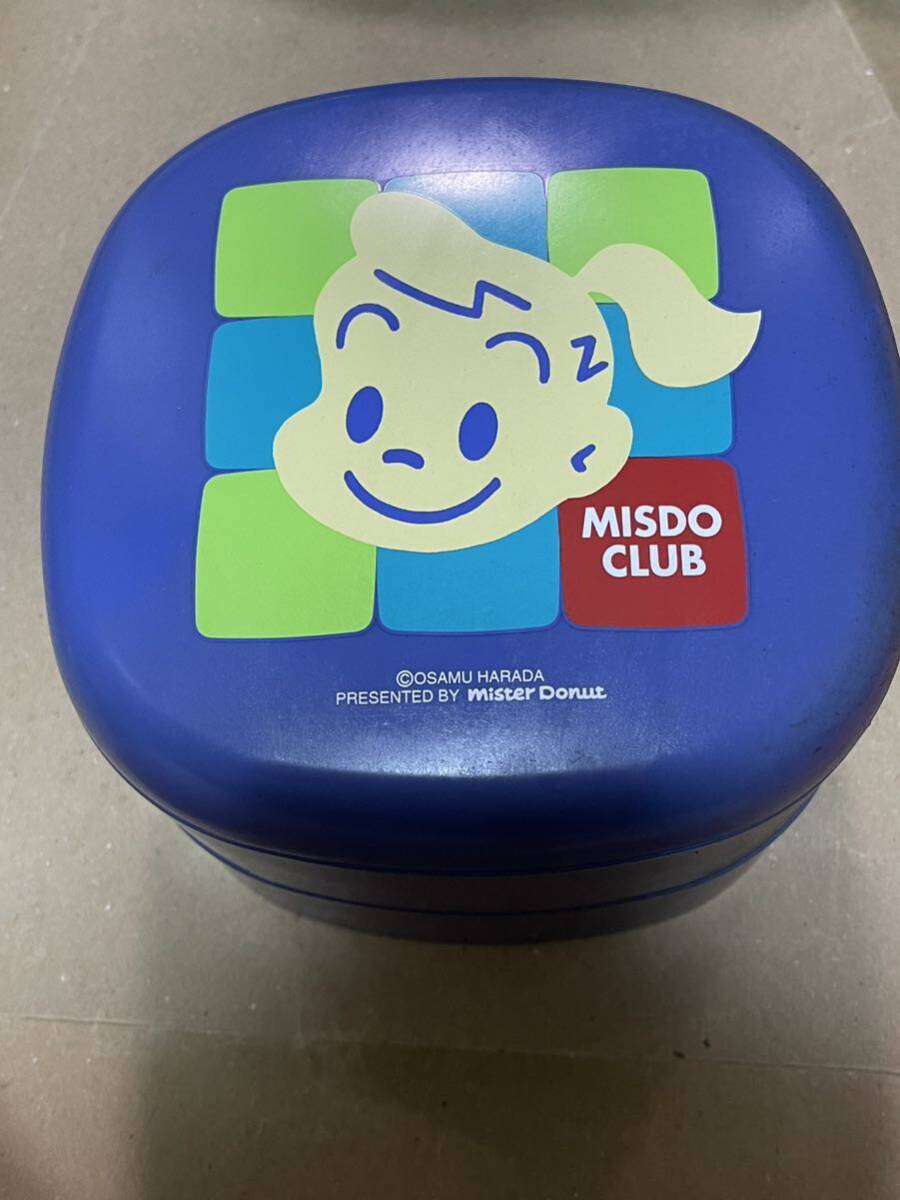 MISDO
CLUB
©OSAMU HARADA
PRESENTED BY mister Donut